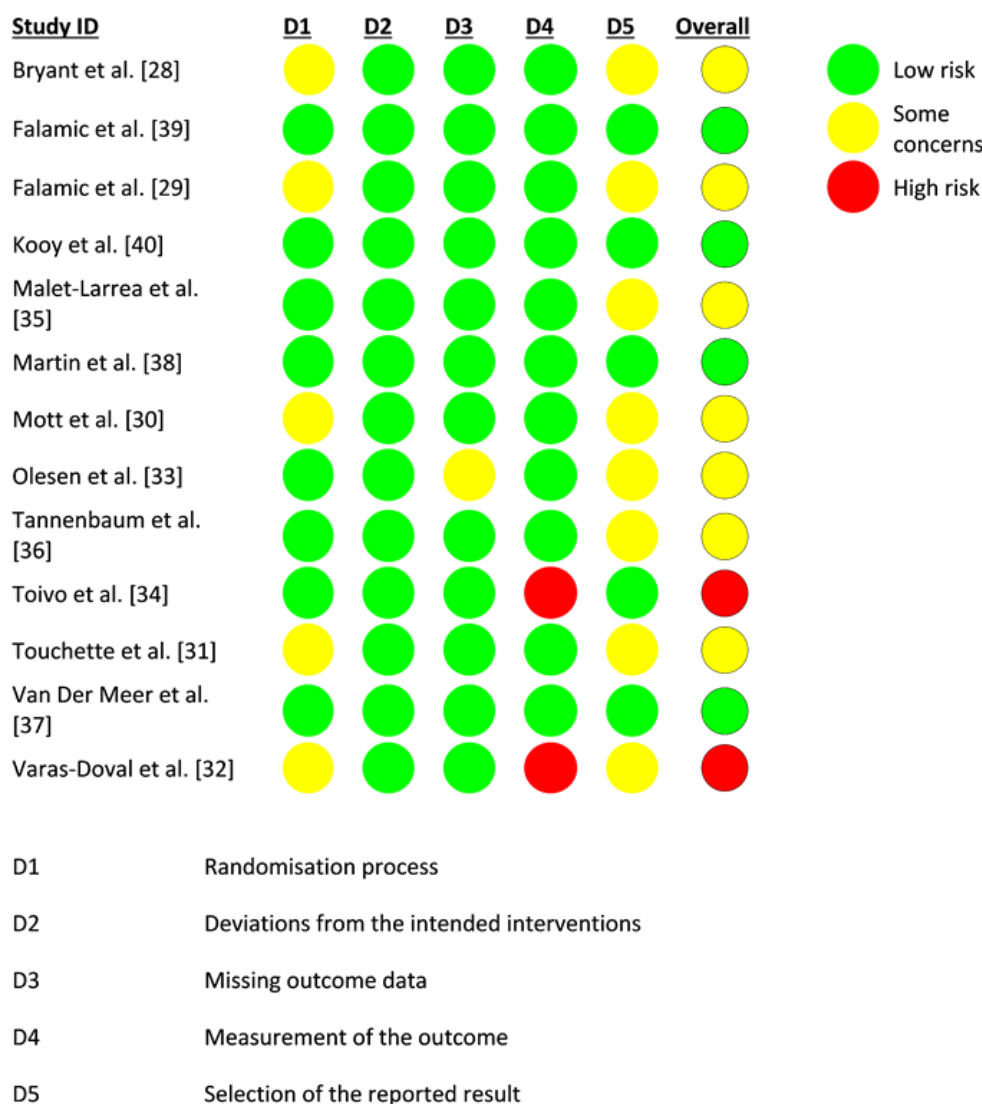 Study ID D1 D2 D3 D4 D5 Overall
Bryant et al. [28]
Low risk
Falamic et al. [39]
Some
concerns
Falamic et al. [29]
High risk
Kooy et al. [40]
Malet-Larrea et al.
[35]
Martin et al. [38]
Mott et al. [30]
Olesen et al. [33]
Tannenbaum et al.
[36]
Toivo et al. [34]
Touchette et al. [31]
Van Der Meer et al.
[37]
Varas-Doval et al. [32]
D1 Randomisation process
D2 Deviations from the intended interventions
D3 Missing outcome data
D4 Measurement of the outcome
D5 Selection of the reported result